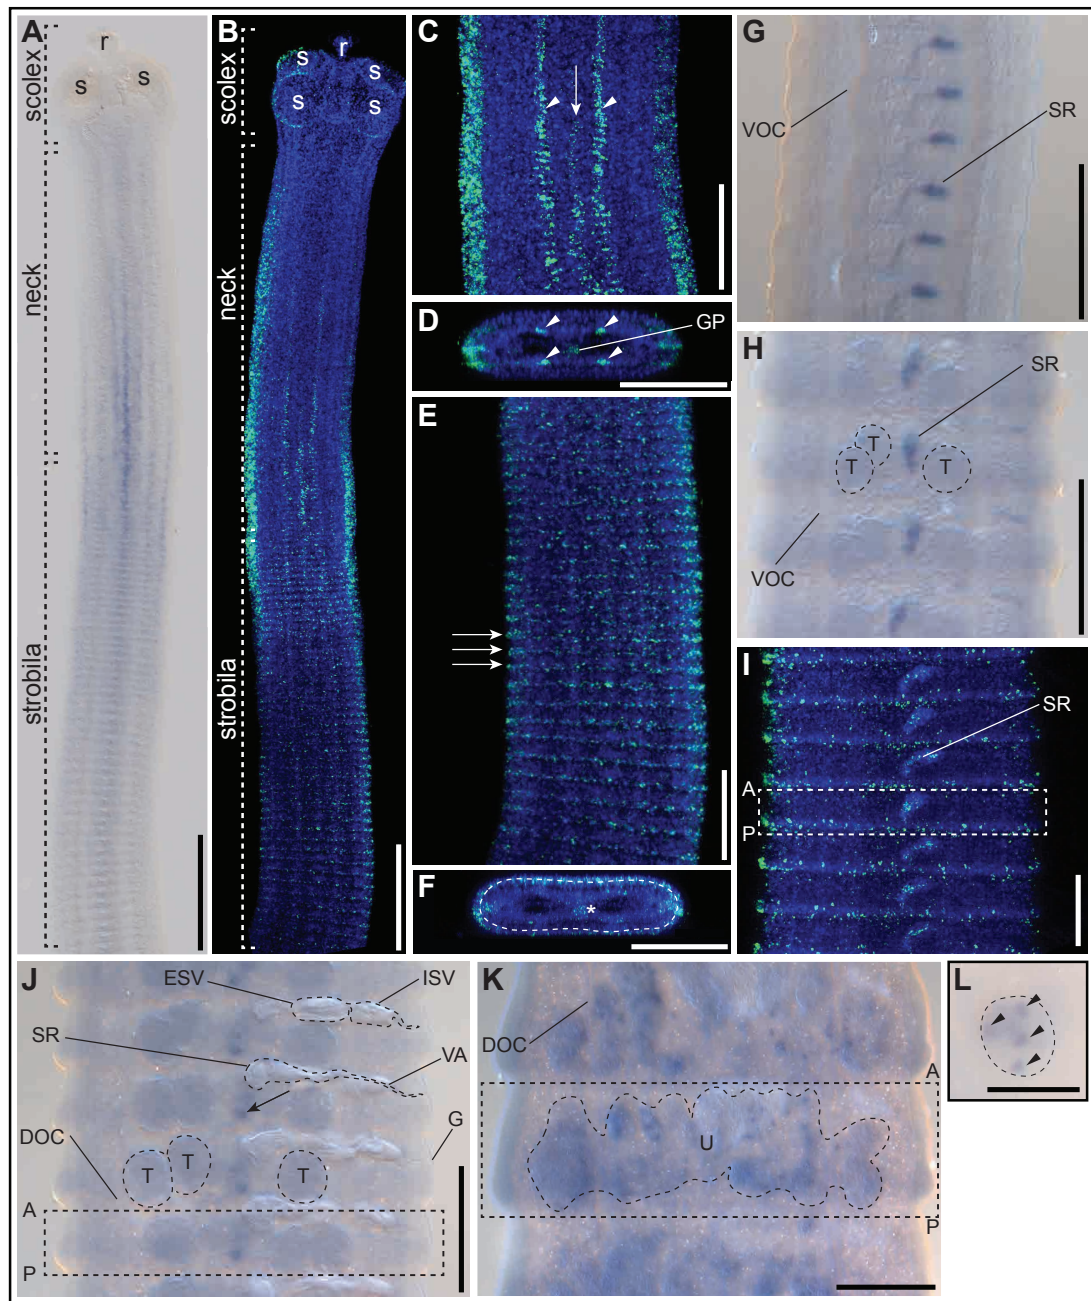 A
scolex
r
s
s
neck
strobila
B
scolex
r
s
s
s
s
neck
strobila
C
D
GP
E
F
*
G
VOC
SR
H
SR
T
T
T
VOC
I
SR
A
P
J
ESV
ISV
SR
VA
DOC
G
T
T
T
A
P
K
DOC
A
U
P
L